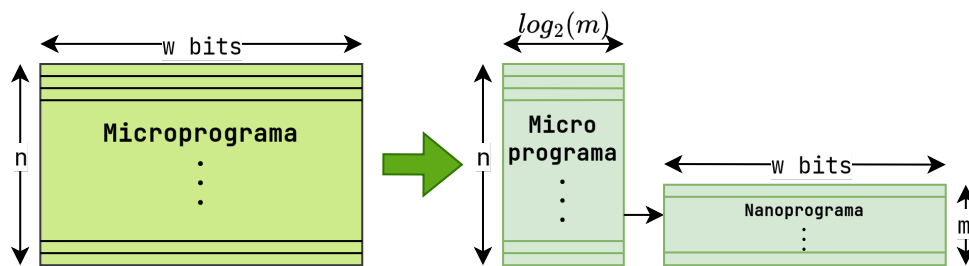 w bits
n
Microprograma
log₂(m)
n
Micro
programa
w bits
Nanoprograma
m